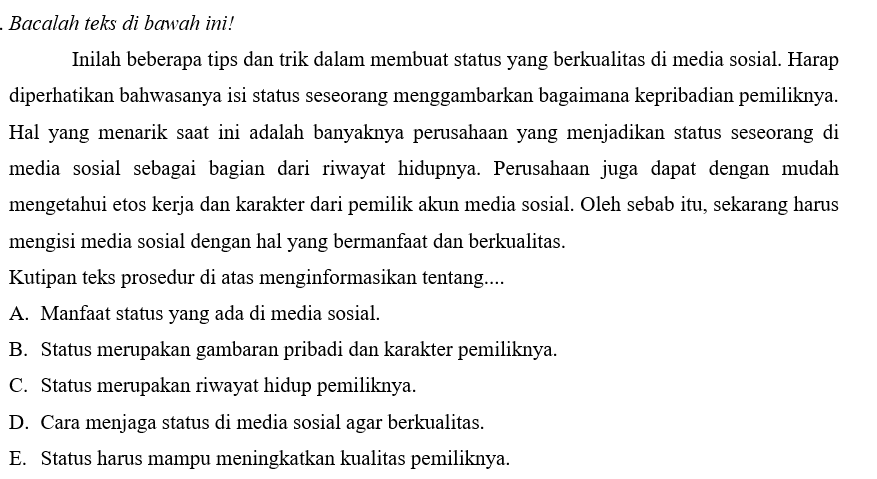 . Bacalah teks di bawah ini!
Inilah beberapa tips dan trik dalam membuat status yang berkualitas di media sosial. Harap
diperhatikan bahwasanya isi status seseorang menggambarkan bagaimana kepribadian pemiliknya.
Hal yang menarik saat ini adalah banyaknya perusahaan yang menjadikan status seseorang di
media sosial sebagai bagian dari riwayat hidupnya. Perusahaan juga dapat dengan mudah
mengetahui etos kerja dan karakter dari pemilik akun media sosial. Oleh sebab itu, sekarang harus
mengisi media sosial dengan hal yang bermanfaat dan berkualitas.
Kutipan teks prosedur di atas menginformasikan tentang....
A. Manfaat status yang ada di media sosial.
B. Status merupakan gambaran pribadi dan karakter pemiliknya.
C. Status merupakan riwayat hidup pemiliknya.
D. Cara menjaga status di media sosial agar berkualitas.
E. Status harus mampu meningkatkan kualitas pemiliknya.